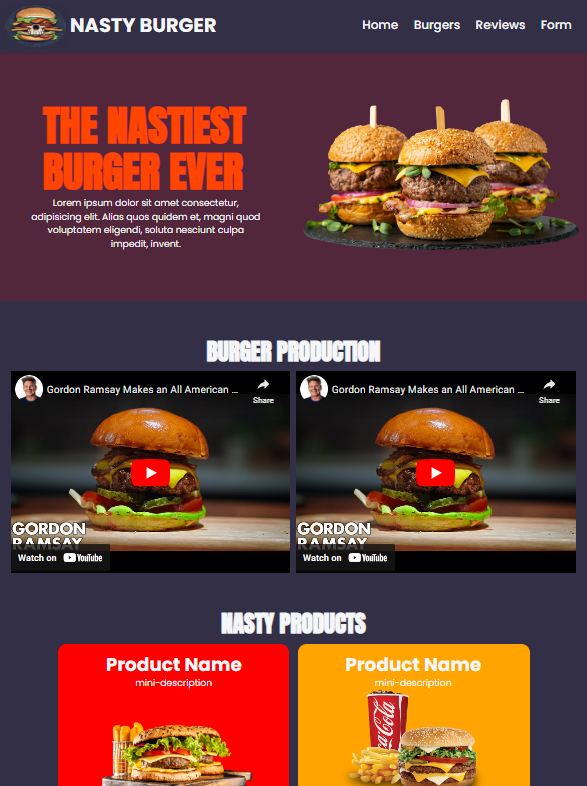 NASTY BURGER
Home Burgers Reviews Form
THE NASTIEST
BURGER EVER
Lorem ipsum dolor sit amet consectetur,
adipisicing elit. Alias quos quidem et, magni quod
voluptatem eligendi, soluta nesciunt culpa
impedit, invent.
BURGER PRODUCTION
Gordon Ramsay Makes an All American ...
Share
GORDON
RAMSAY
Watch on YouTube
Gordon Ramsay Makes an All American ...
Share
GORDON
RAMSAY
Watch on YouTube
NASTY PRODUCTS
Product Name
mini-description
Product Name
mini-description